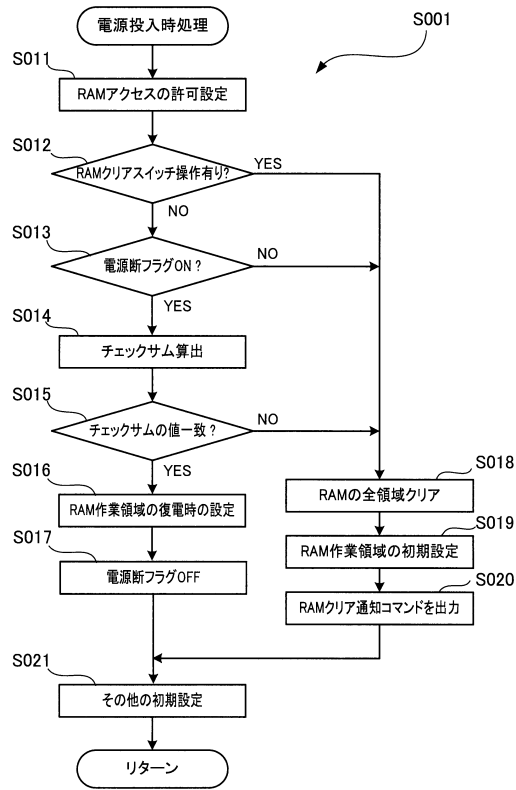 電源投入時処理
S001
S011
RAMアクセスの許可設定
S012
RAMクリアスイッチ操作有り?
YES
NO
S013
電源断フラグON?
NO
YES
S014
チェックサム算出
S015
チェックサムの値一致?
NO
YES
S016
RAM作業領域の復電時の設定
S017
電源断フラグOFF
S018
RAMの全領域クリア
S019
RAM作業領域の初期設定
S020
RAMクリア通知コマンドを出力
S021
その他の初期設定
リターン